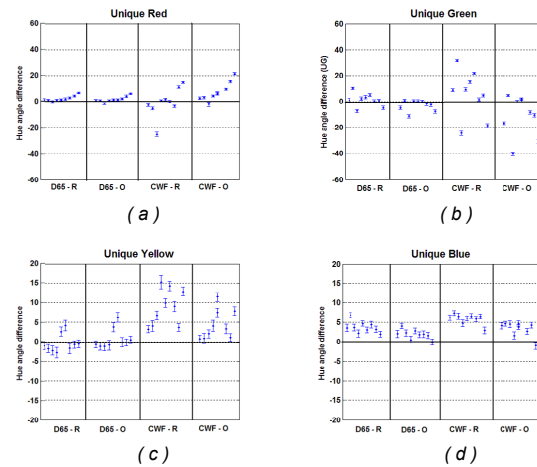 Unique Red
Hue angle difference
60
40
20
0
-20
-40
-60
D65 - R
D65 - O
CWF - R
CWF - O
( a )
Unique Green
Hue angle difference (UG)
60
40
20
0
-20
-40
-60
D65 - R
D65 - O
CWF - R
CWF - O
( b )
Unique Yellow
Hue angle difference
20
15
10
5
0
-5
-10
-15
-20
D65 - R
D65 - O
CWF - R
CWF - O
( c )
Unique Blue
Hue angle difference
20
15
10
5
0
-5
-10
-15
-20
D65 - R
D65 - O
CWF - R
CWF - O
( d )